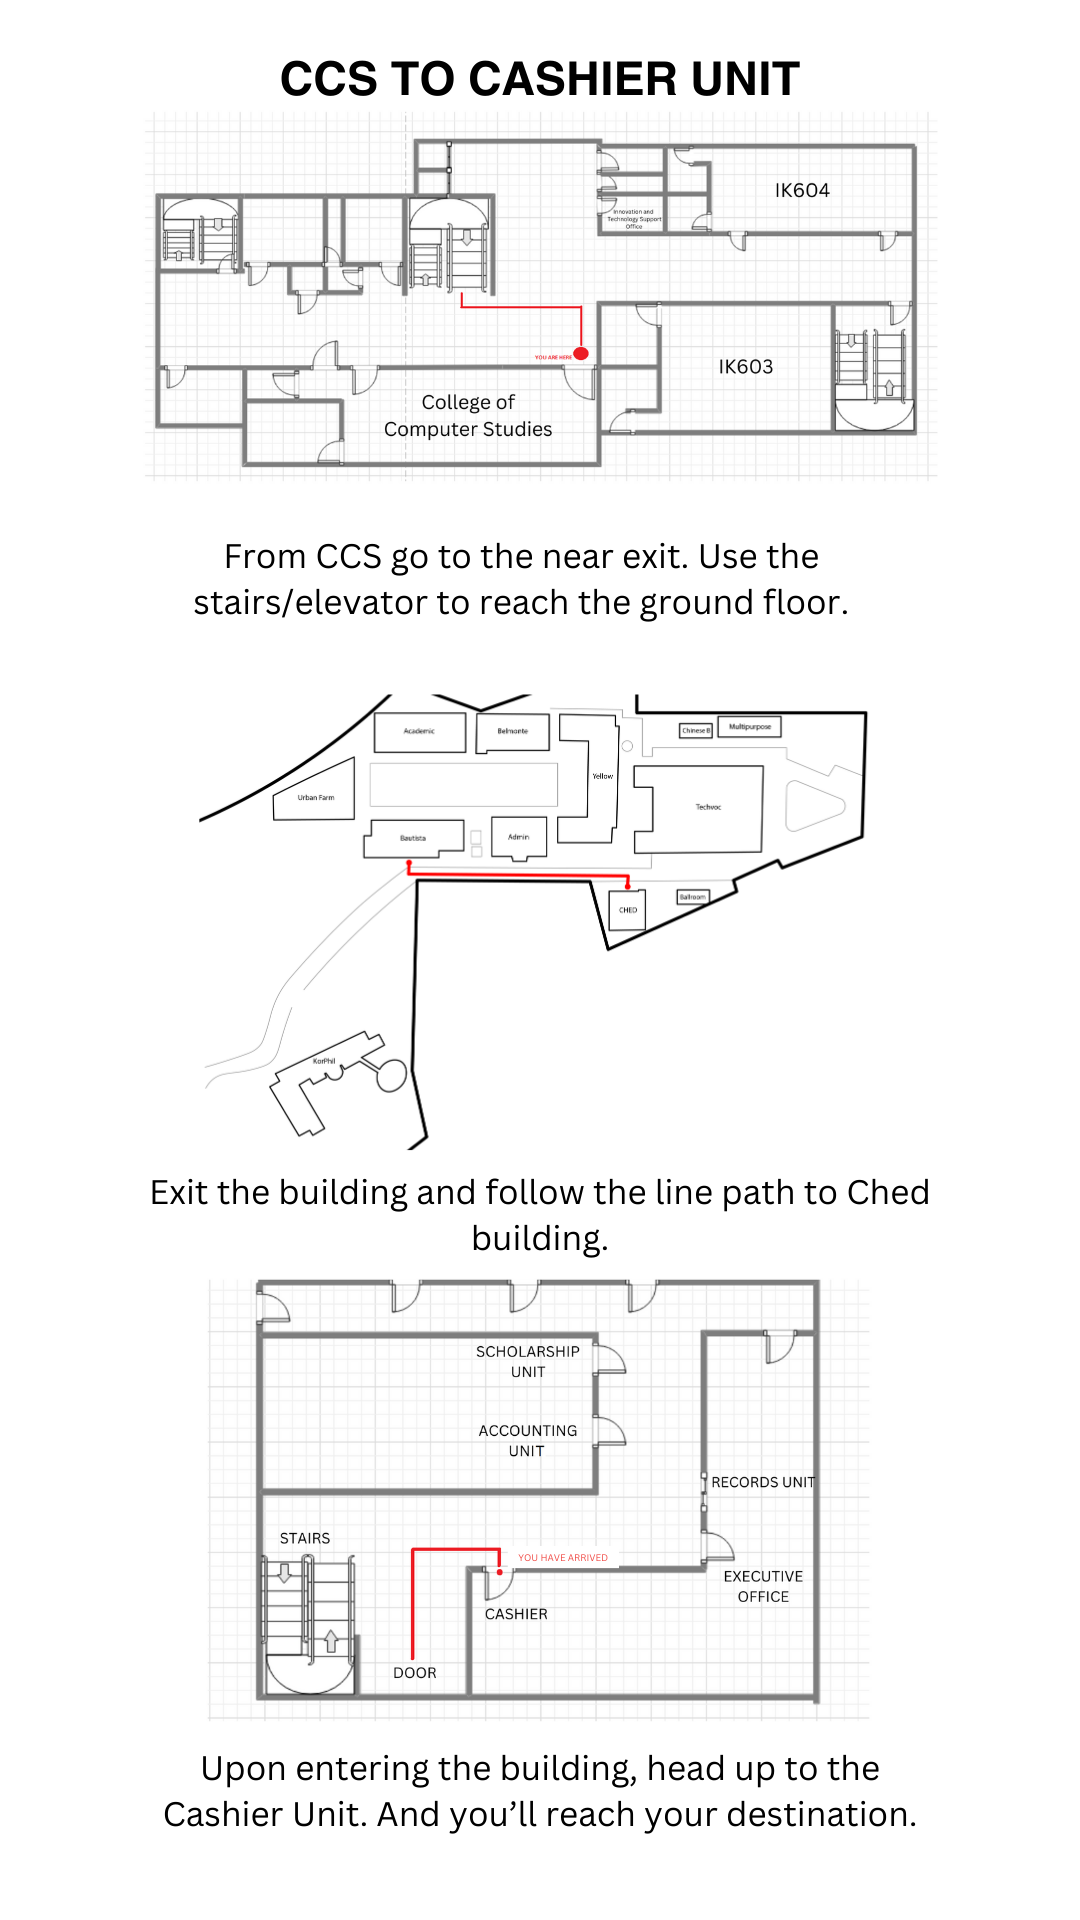 CCS TO CASHIER UNIT
IK604
Innovation and
Technology Support
Office
YOU ARE HERE
IK603
College of
Computer Studies
From CCS go to the near exit. Use the
stairs/elevator to reach the ground floor.
Academic
Belmonte
Chinese B
Multipurpose
Yellow
Urban Farm
Techvoc
Bautista
Admin
CHED
Ballroom
KorPhil
Exit the building and follow the line path to Ched
building.
SCHOLARSHIP
UNIT
ACCOUNTING
UNIT
RECORDS UNIT
STAIRS
YOU HAVE ARRIVED
EXECUTIVE
OFFICE
CASHIER
DOOR
Upon entering the building, head up to the
Cashier Unit. And you’ll reach your destination.